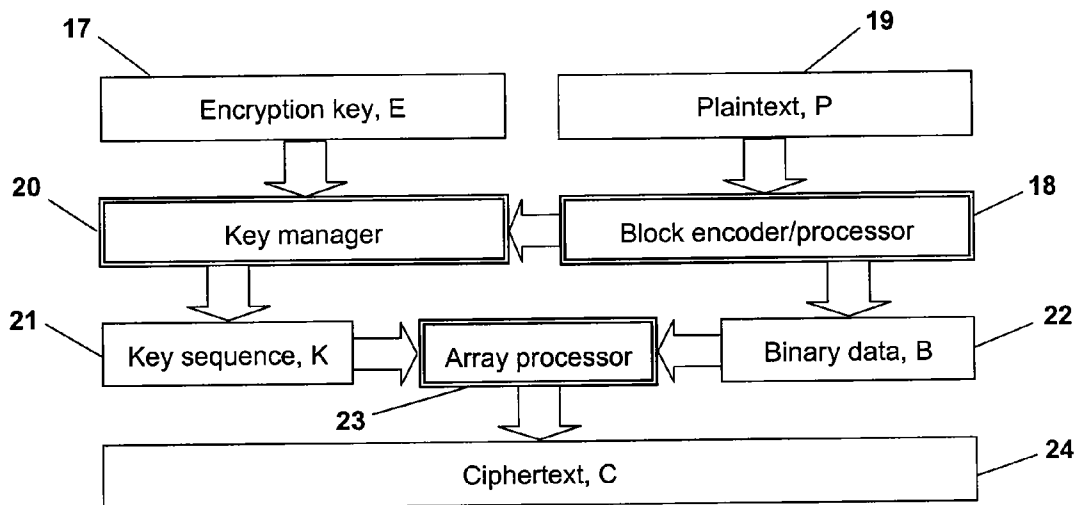 17
19
Encryption key, E
Plaintext, P
20
18
Key manager
Block encoder/processor
21
22
Key sequence, K
Array processor
Binary data, B
23
24
Ciphertext, C